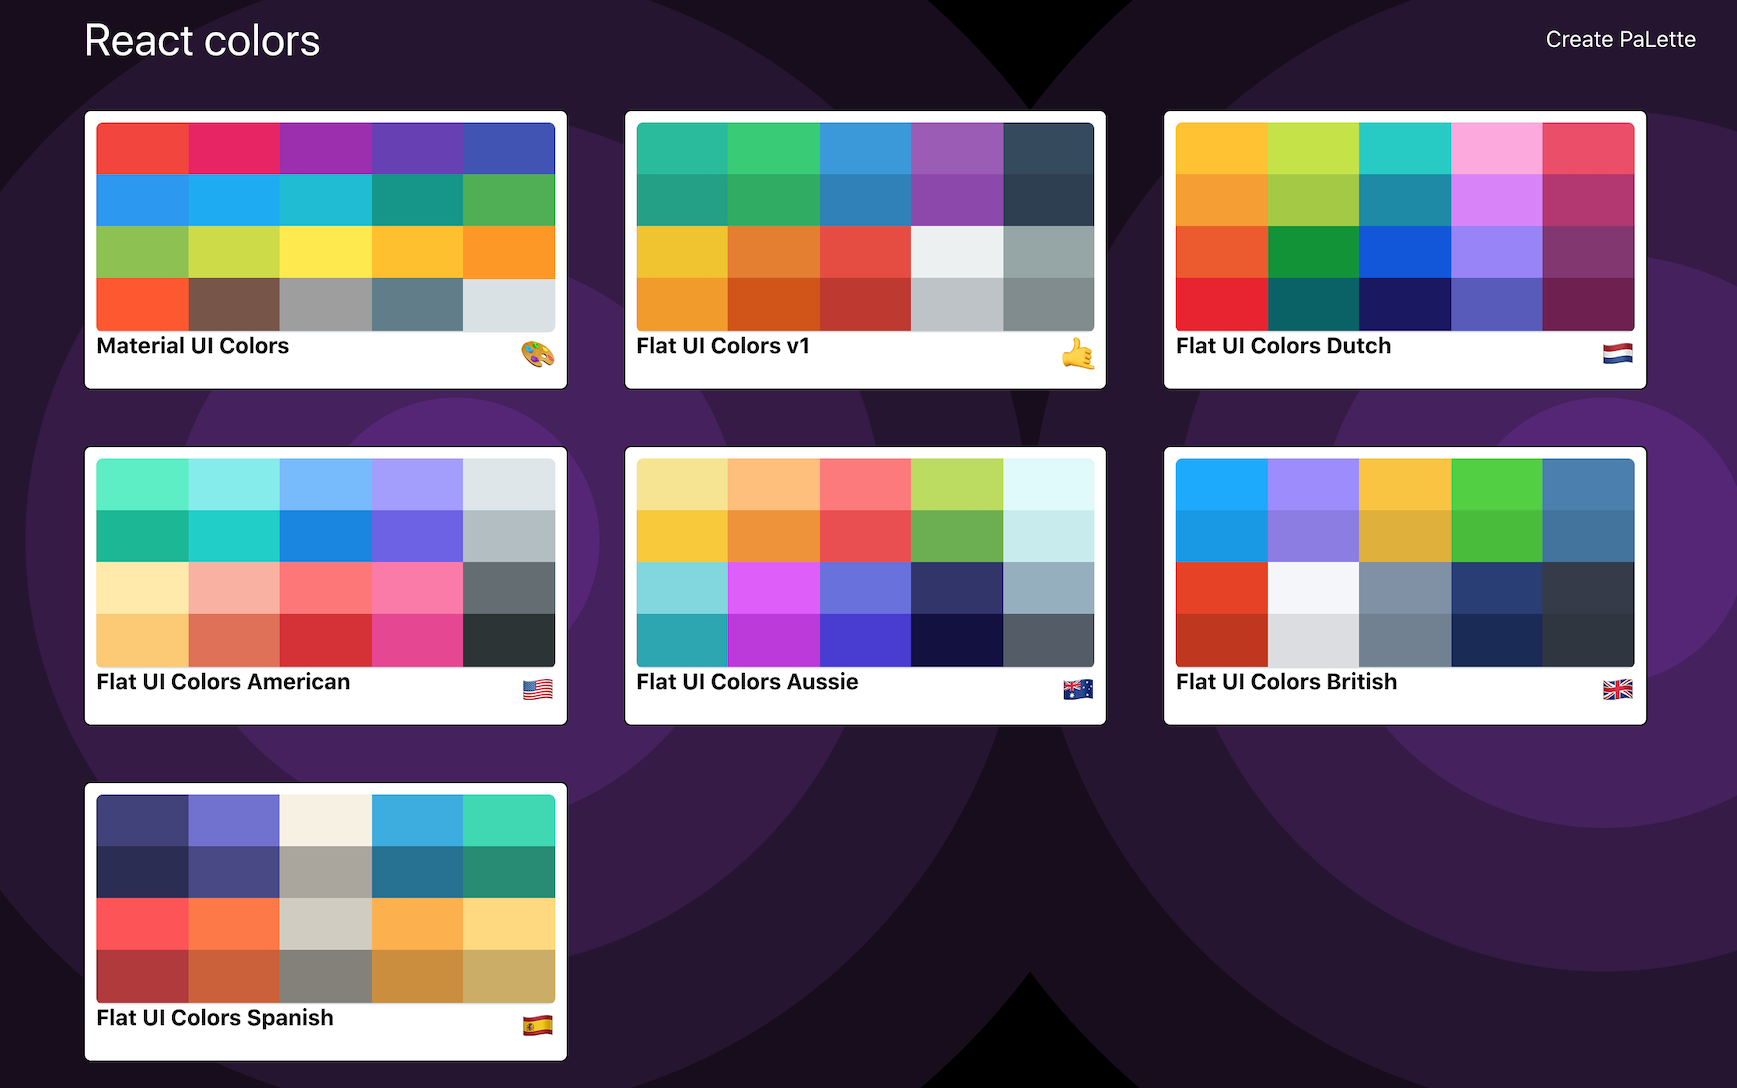 React colors
Create PaLette
Material UI Colors
Flat UI Colors v1
Flat UI Colors Dutch
Flat UI Colors American
Flat UI Colors Aussie
Flat UI Colors British
Flat UI Colors Spanish